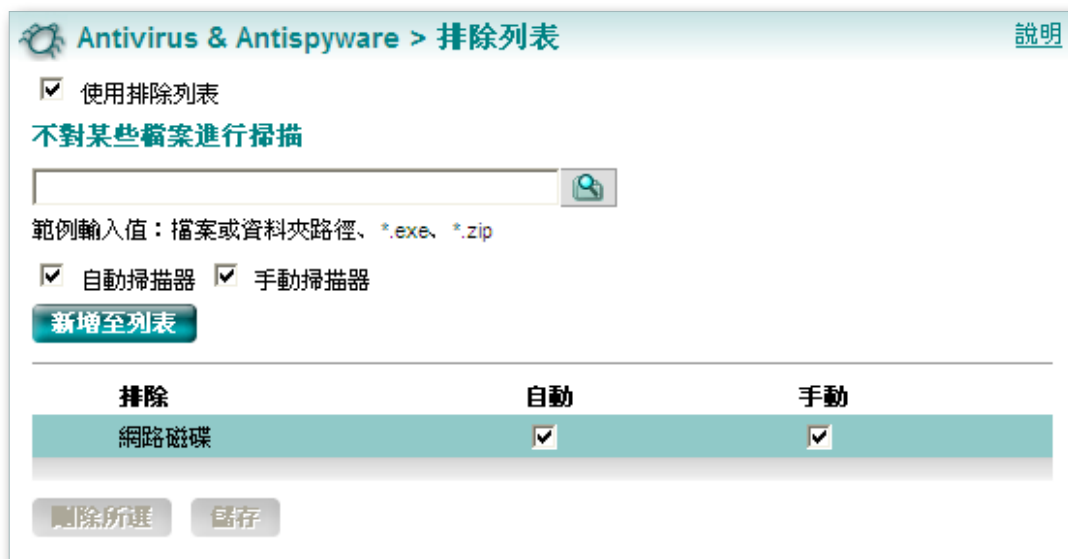 Antivirus & Antispyware > 排除列表 說明
使用排除列表
不對某些檔案進行掃描
範例輸入值：檔案或資料夾路徑、*.exe、*.zip
自動掃描器 手動掃描器
新增至列表
排除 自動 手動
網路磁碟
刪除所選 儲存